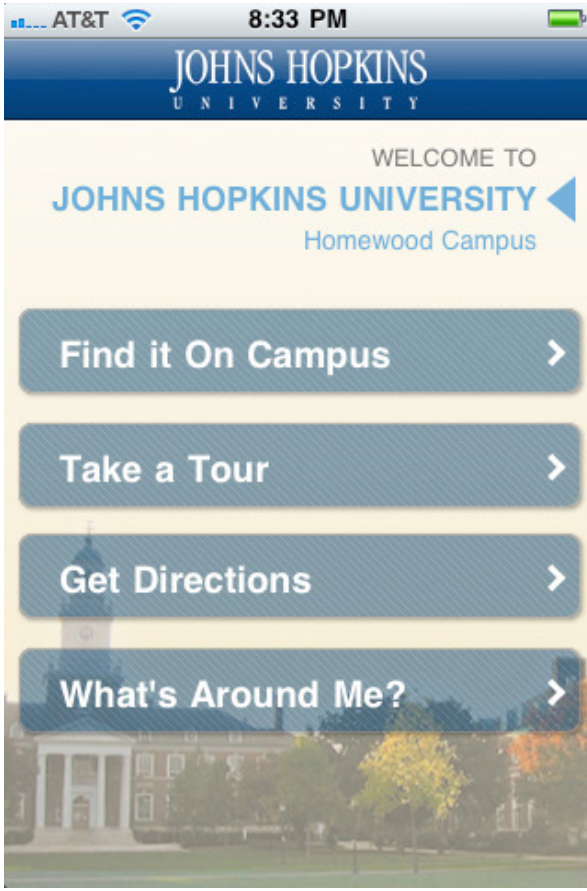 AT&T 8:33 PM
JOHNS HOPKINS
UNIVERSITY
WELCOME TO
JOHNS HOPKINS UNIVERSITY
Homewood Campus
Find it On Campus
Take a Tour
Get Directions
What's Around Me?